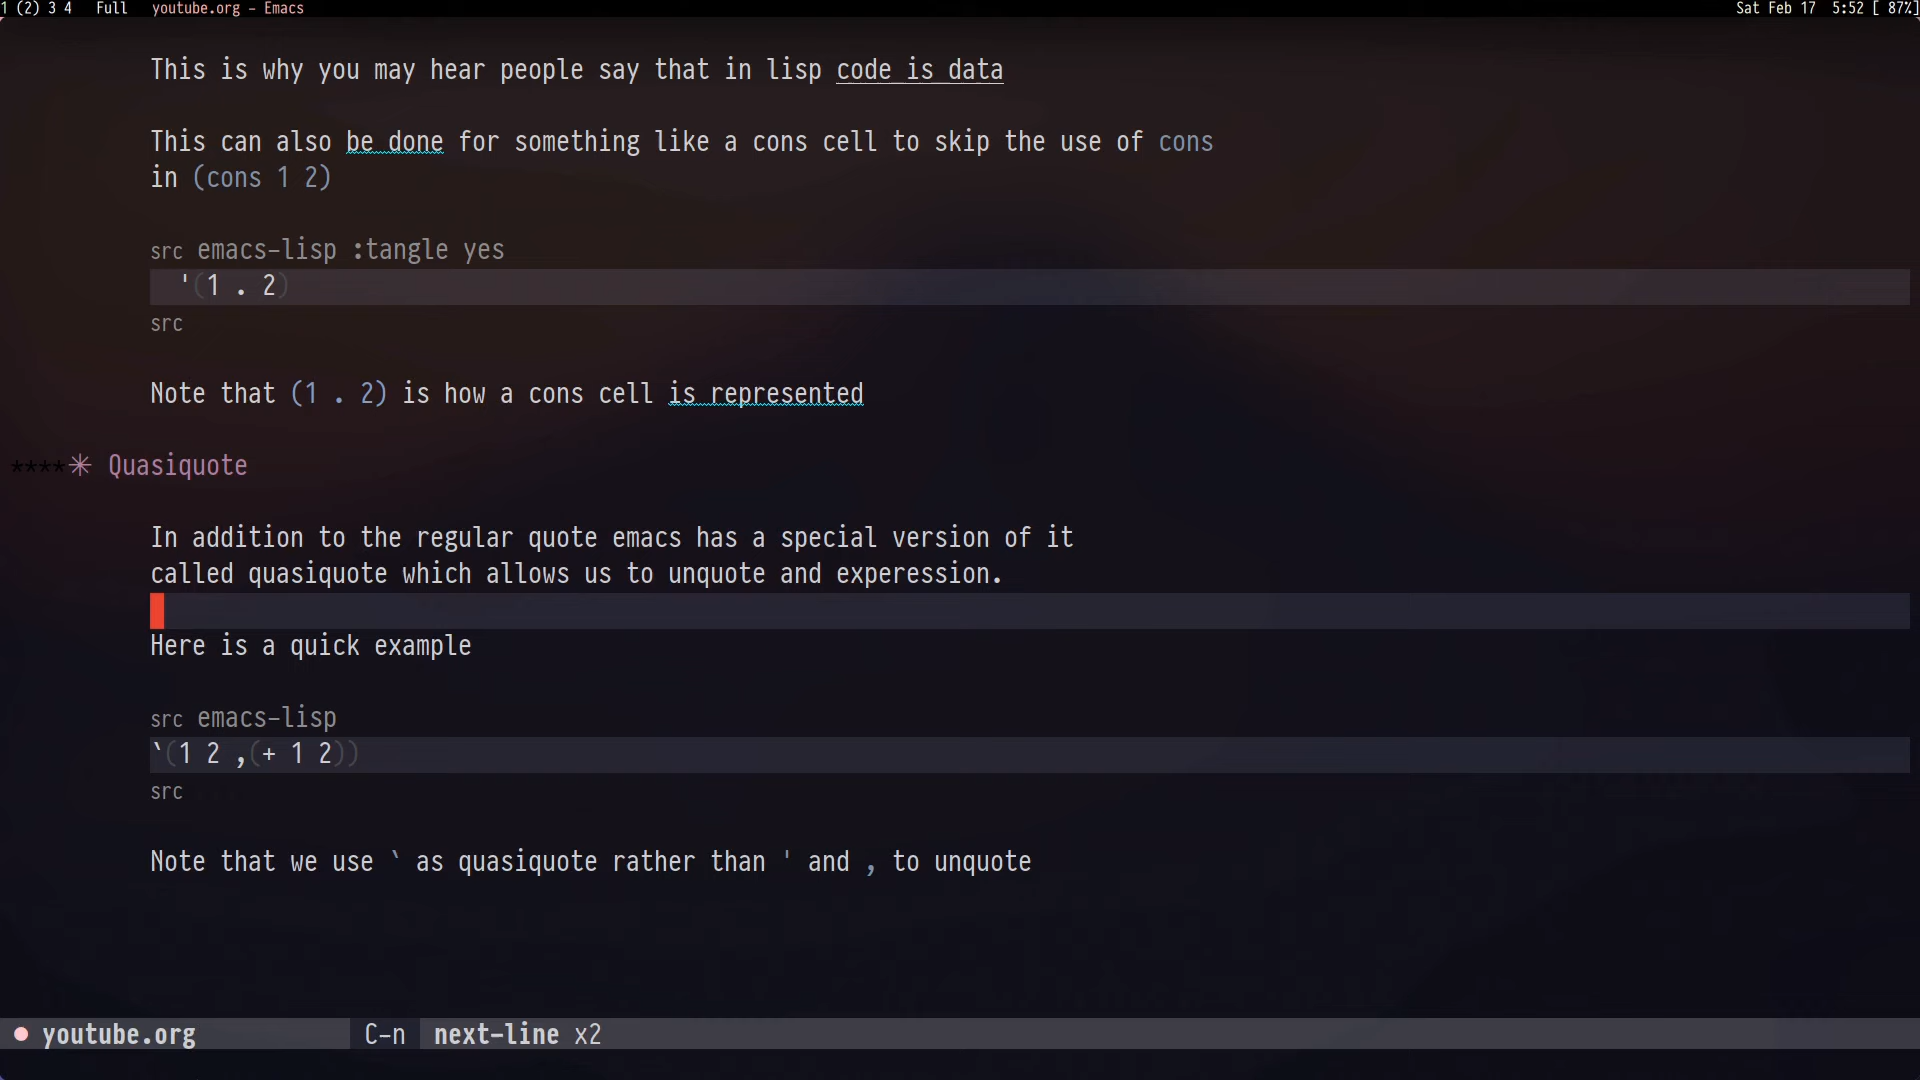 1 (2) 3 4 Full youtube.org - Emacs Sat Feb 17 5:52 [ 87%]
This is why you may hear people say that in lisp code is data
This can also be done for something like a cons cell to skip the use of cons
in (cons 1 2)
src emacs-lisp :tangle yes
'(1 . 2)
src
Note that (1 . 2) is how a cons cell is represented
****✳ Quasiquote
In addition to the regular quote emacs has a special version of it
called quasiquote which allows us to unquote and experession.
Here is a quick example
src emacs-lisp
`(1 2 ,(+ 1 2))
src
Note that we use ` as quasiquote rather than ' and , to unquote
youtube.org C-n next-line x2